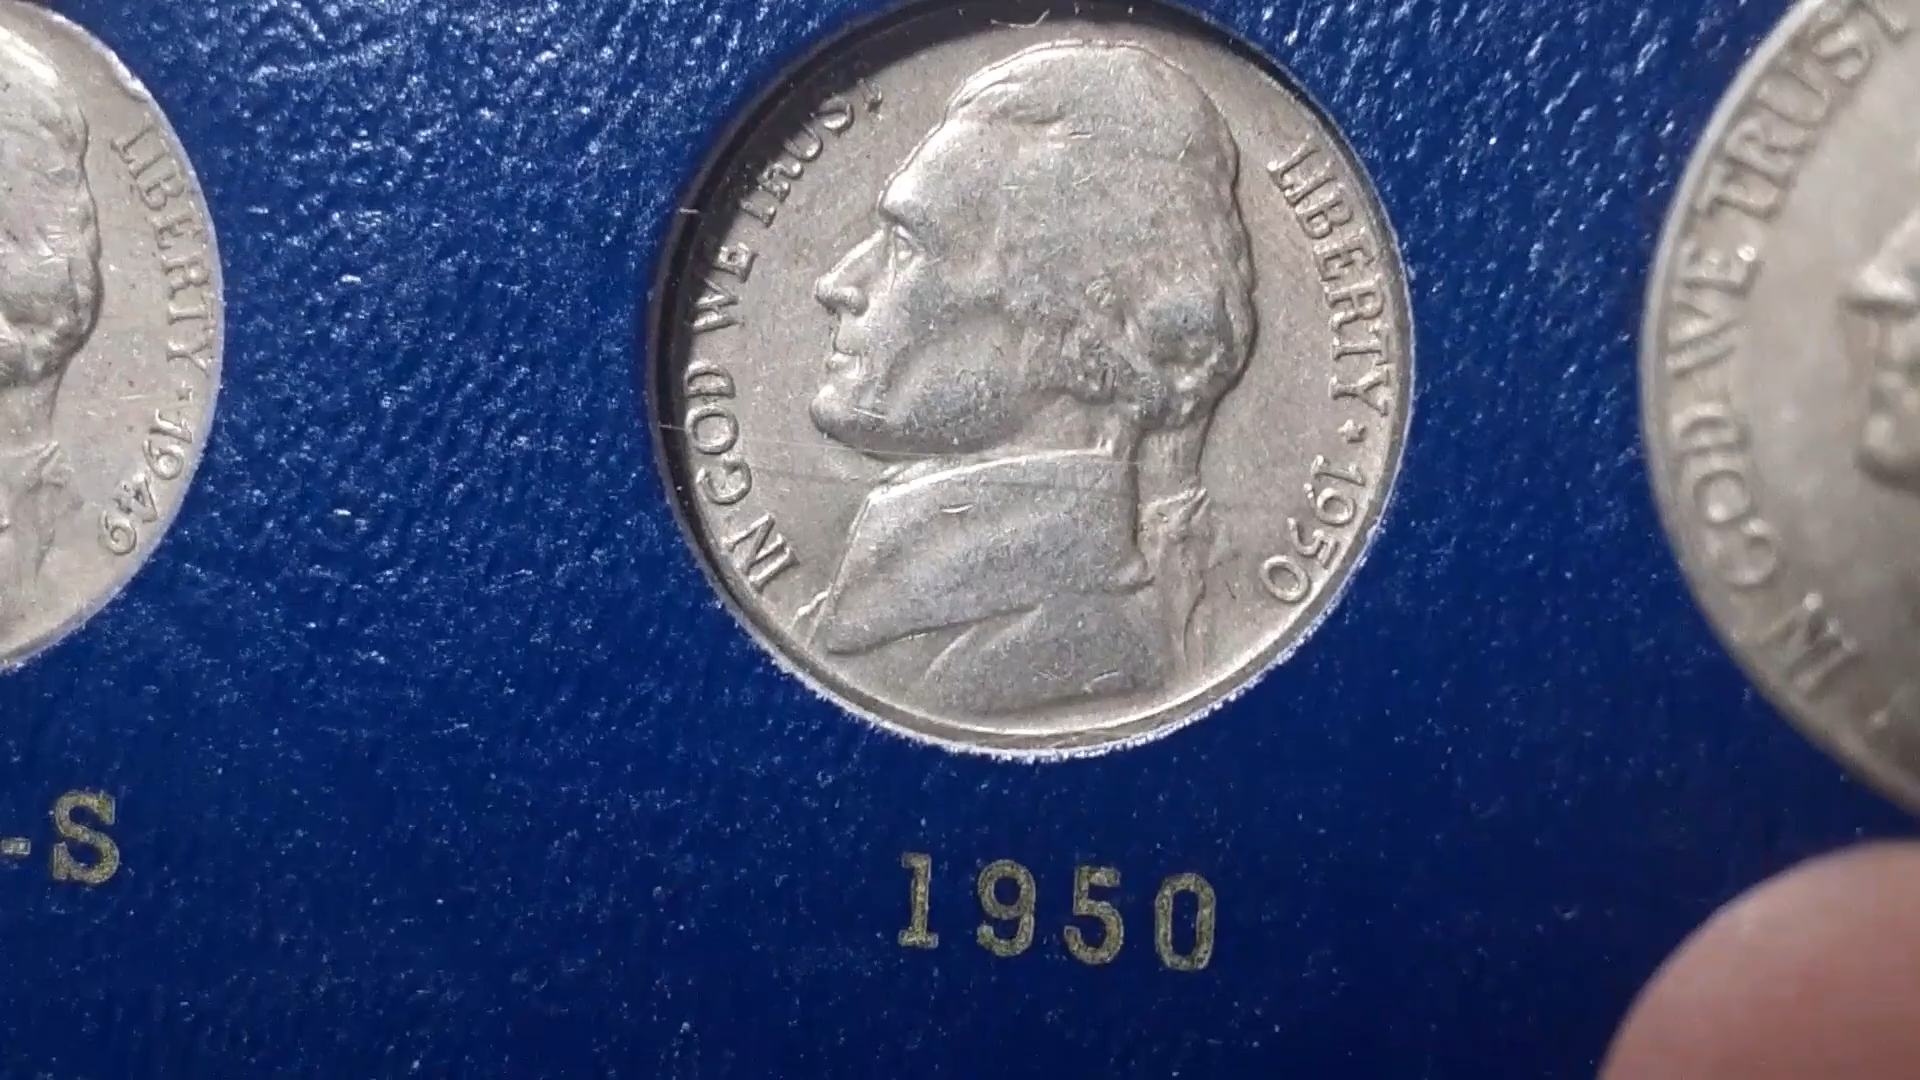 LIBERTY · 1949
IN GOD WE TRUST
LIBERTY · 1950
IN GOD WE TRUST
-S
1950